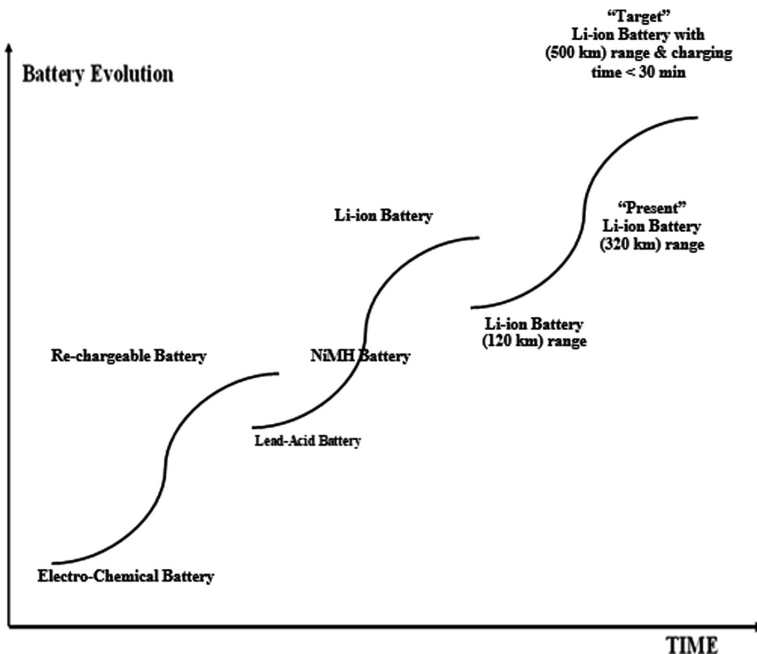 “Target”
Li-ion Battery with
(500 km) range & charging
time < 30 min
Battery Evolution
“Present”
Li-ion Battery
(320 km) range
Li-ion Battery
Li-ion Battery
(120 km) range
Re-chargeable Battery
NiMH Battery
Lead-Acid Battery
Electro-Chemical Battery
TIME